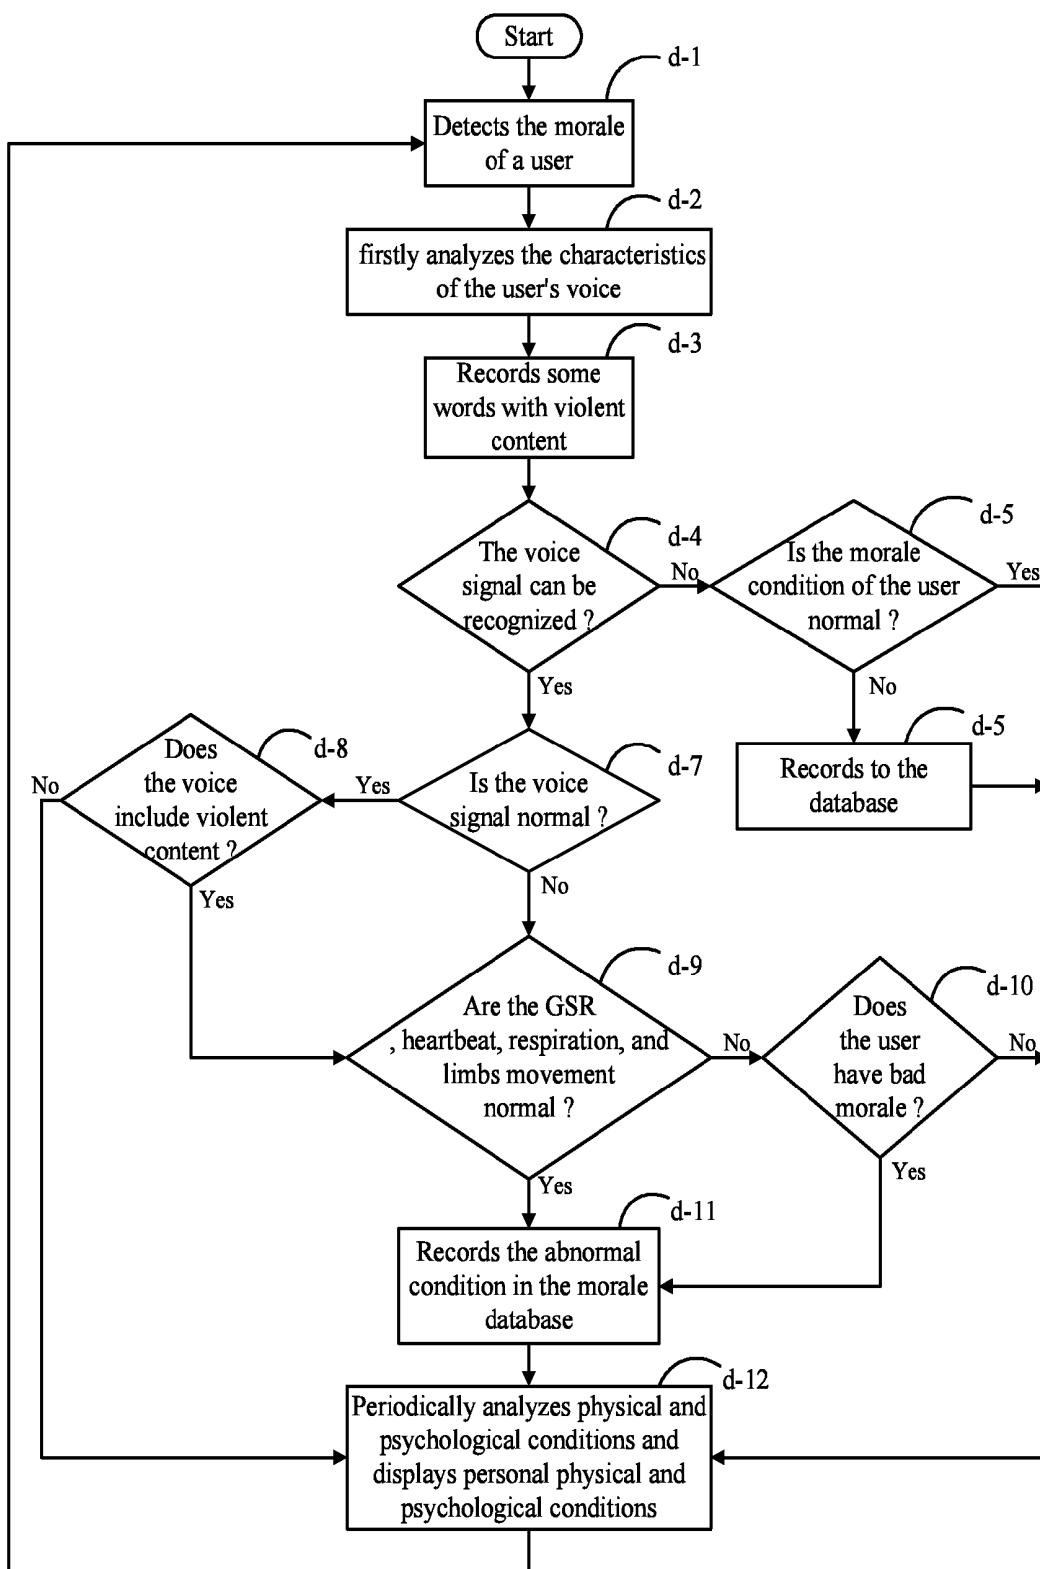 Start
d-1
Detects the morale
of a user
d-2
firstly analyzes the characteristics
of the user's voice
d-3
Records some
words with violent
content
d-4
The voice
signal can be
recognized ?
No
Yes
d-5
Is the morale
condition of the user
normal ?
Yes
No
d-5
Records to the
database
d-7
Is the voice
signal normal ?
Yes
No
d-8
Does
the voice
include violent
content ?
No
Yes
d-9
Are the GSR
, heartbeat, respiration, and
limbs movement
normal ?
No
Yes
d-10
Does
the user
have bad
morale ?
No
Yes
d-11
Records the abnormal
condition in the morale
database
d-12
Periodically analyzes physical and
psychological conditions and
displays personal physical and
psychological conditions